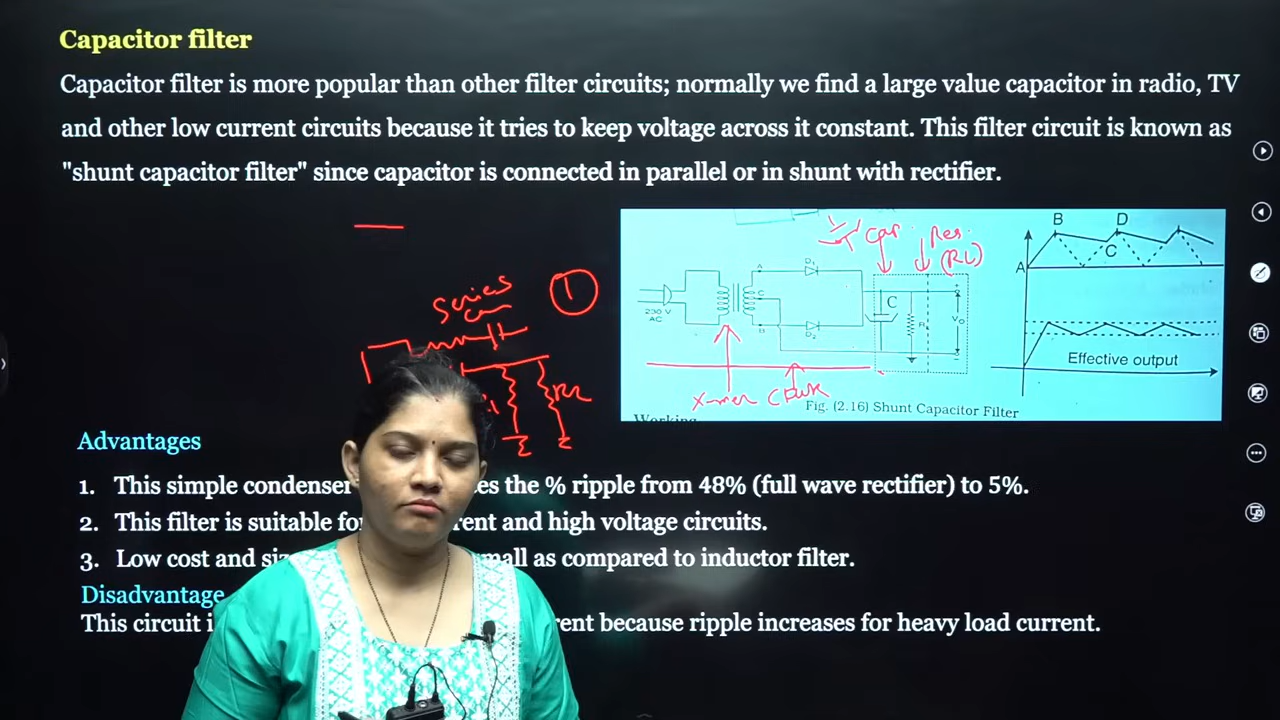 Capacitor filter
Capacitor filter is more popular than other filter circuits; normally we find a large value capacitor in radio, TV
and other low current circuits because it tries to keep voltage across it constant. This filter circuit is known as
"shunt capacitor filter" since capacitor is connected in parallel or in shunt with rectifier.
Series
1
Cap.
Res.
(RL)
A
D1
C
B
D2
230 V
AC
C
R
Vo
+
−
X-mer
Fig. (2.16) Shunt Capacitor Filter
Working
B
D
C
A
Effective output
RL
Advantages
1. This simple condenser es the % ripple from 48% (full wave rectifier) to 5%.
2. This filter is suitable fo rent and high voltage circuits.
3. Low cost and siz mall as compared to inductor filter.
Disadvantage
This circuit i rent because ripple increases for heavy load current.